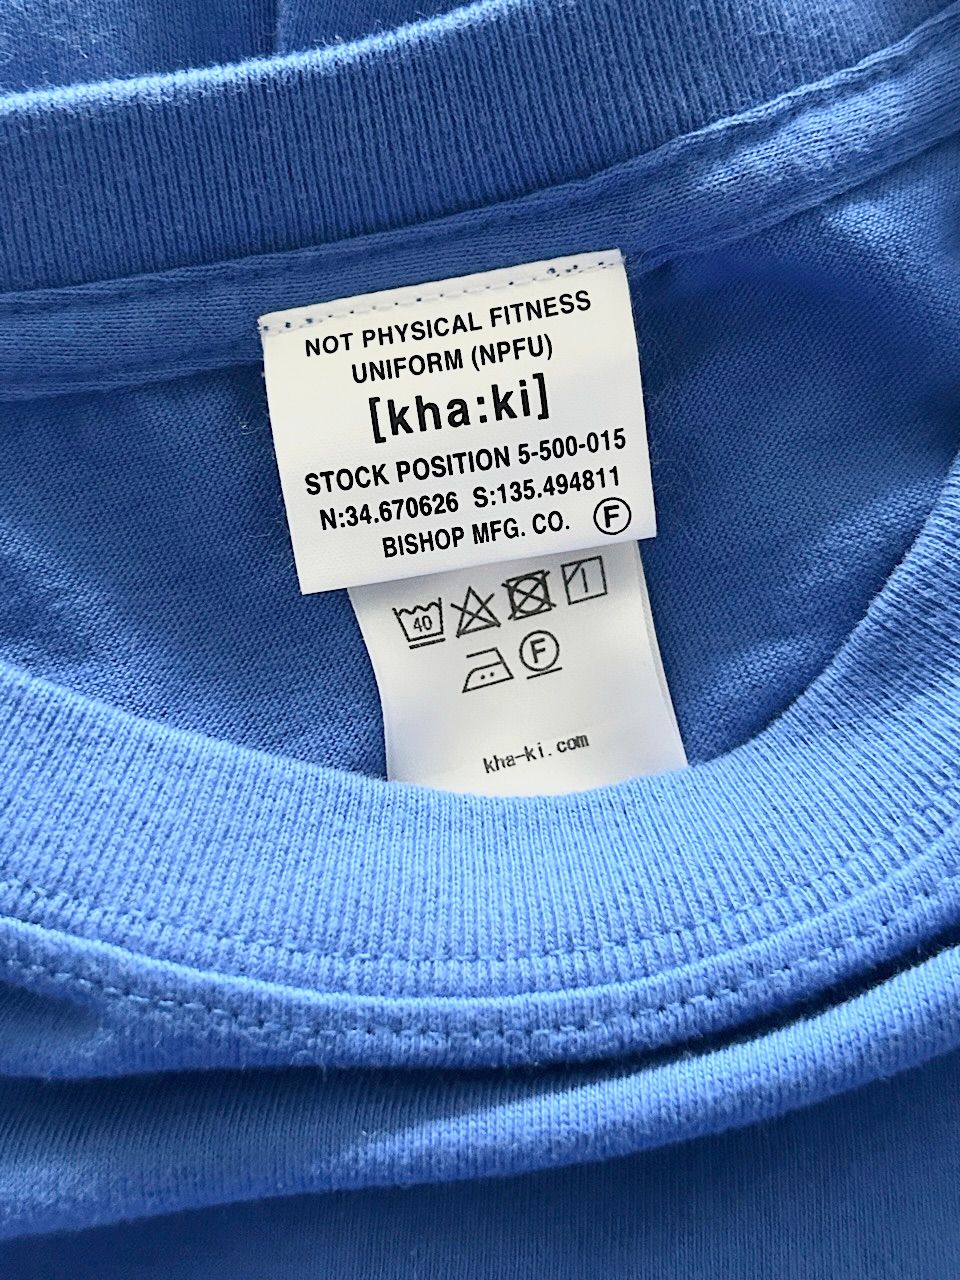 NOT PHYSICAL FITNESS
UNIFORM (NPFU)
[kha:ki]
STOCK POSITION 5-500-015
N:34.670626 S:135.494811
BISHOP MFG. CO. Ⓕ
40
Ⓕ
kha-ki.com